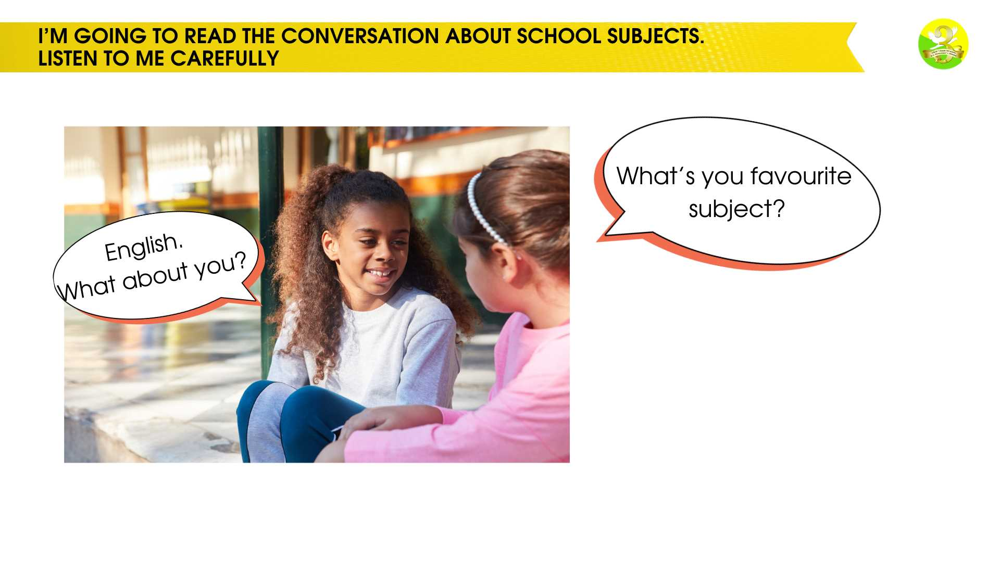 I'M GOING TO READ THE CONVERSATION ABOUT SCHOOL SUBJECTS.
LISTEN TO ME CAREFULLY
What's you favourite
subject?
English.
What about you?
3